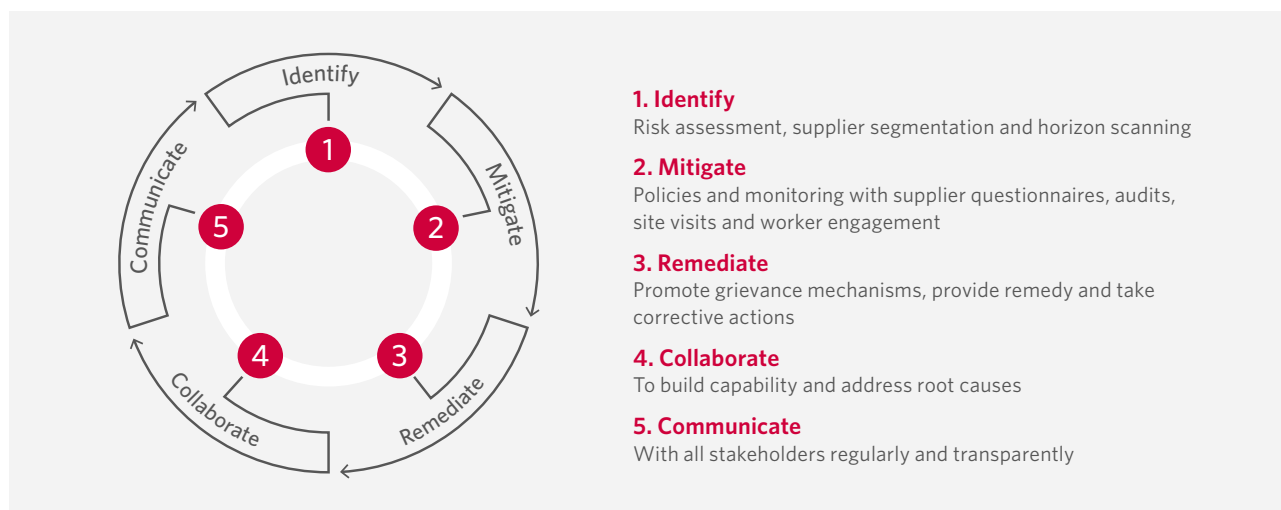 Identify
1
Mitigate
2
Remediate
3
Collaborate
4
Communicate
5
1. Identify
Risk assessment, supplier segmentation and horizon scanning
2. Mitigate
Policies and monitoring with supplier questionnaires, audits,
site visits and worker engagement
3. Remediate
Promote grievance mechanisms, provide remedy and take
corrective actions
4. Collaborate
To build capability and address root causes
5. Communicate
With all stakeholders regularly and transparently